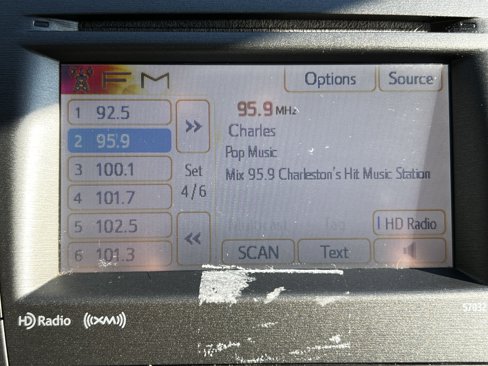 FM
Options
Source
1 92.5
2 95.9
3 100.1
4 101.7
5 102.5
6 101.3
Set
4/6
95.9 MHz
Charles
Pop Music
Mix 95.9 Charleston's Hit Music Station
HD Radio
SCAN
Text
HD Radio
((XM))
57032